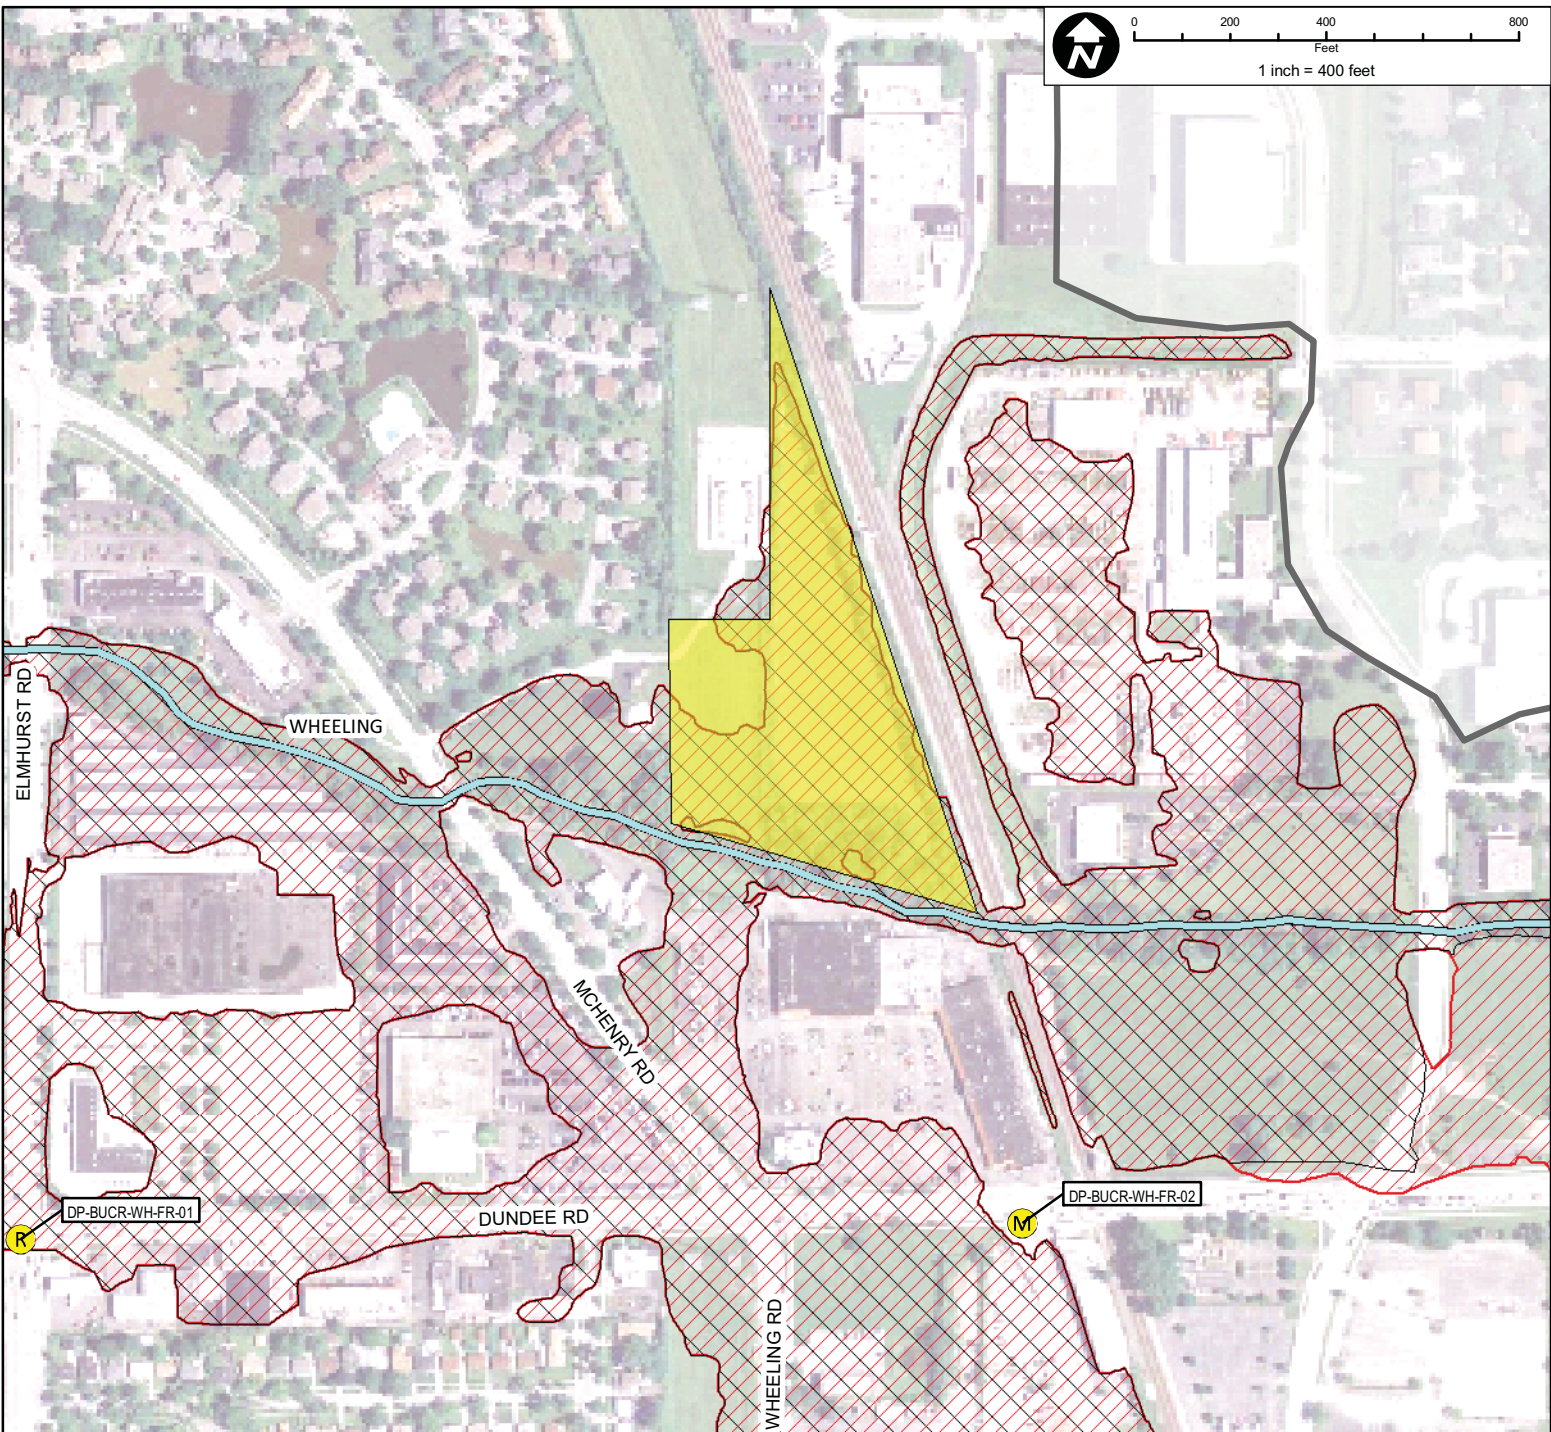 0 200 400 800
Feet
1 inch = 400 feet
N
ELMHURST RD
WHEELING
MCHENRY RD
DP-BUCR-WH-FR-01
R
DUNDEE RD
DP-BUCR-WH-FR-02
M
WHEELING RD